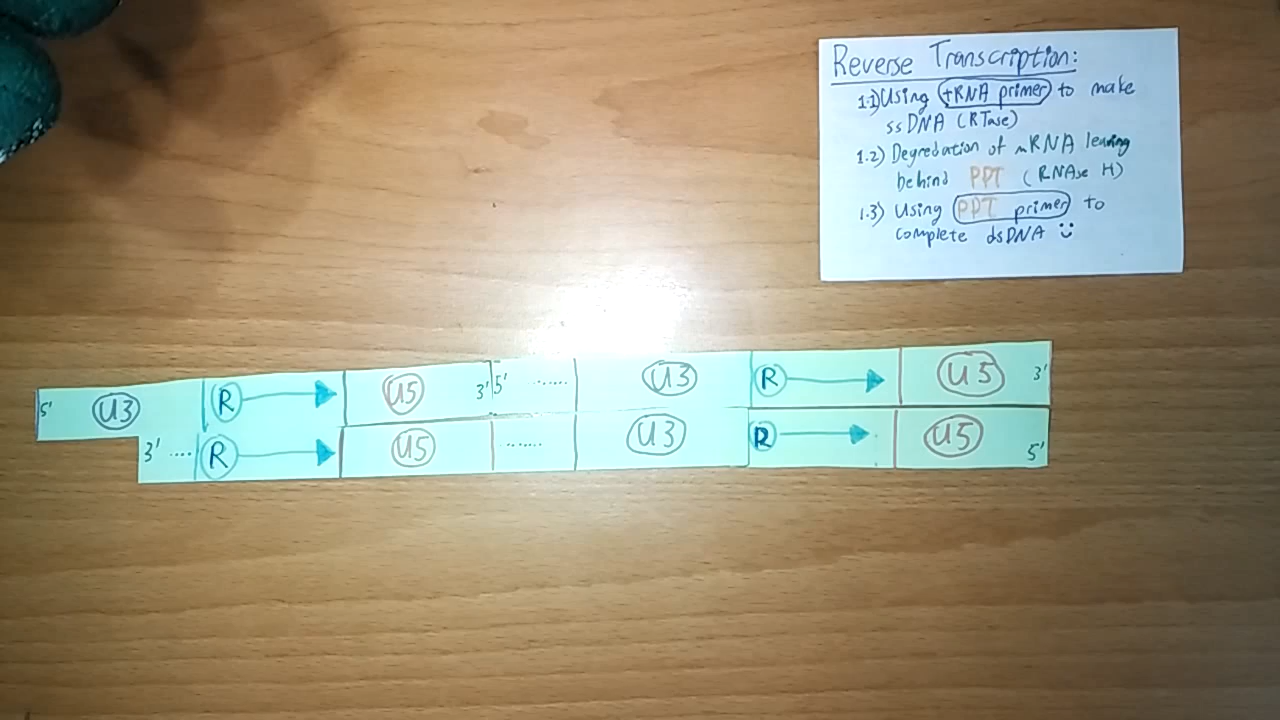 Reverse Transcription:
1.1) Using tRNA primer to make
ssDNA (RTase)
1.2) Degredation of mRNA leaving
behind PPT (RNAse H)
1.3) Using PPT primer to
complete dsDNA
5' U3 R U5 3' 5' ....... U3 R U5 3'
3' .... R U5 ....... U3 R U5 5'